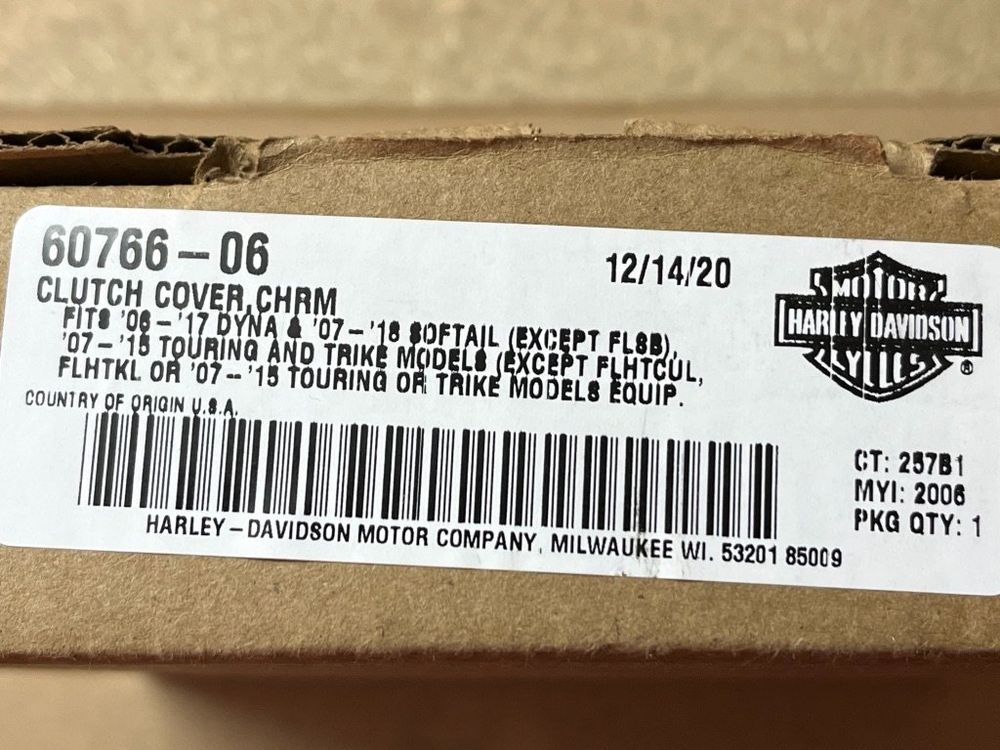 60766-06
12/14/20
CLUTCH COVER,CHRM
FITS '06-'17 DYNA & '07-'18 SOFTAIL (EXCEPT FLSB),
'07-'15 TOURING AND TRIKE MODELS (EXCEPT FLHTCUL,
FLHTKL OR '07-'15 TOURING OR TRIKE MODELS EQUIP.
COUNTRY OF ORIGIN U.S.A.
MOTOR
HARLEY-DAVIDSON
CYCLES
®
CT: 257B1
MYI: 2006
PKG QTY: 1
HARLEY-DAVIDSON MOTOR COMPANY, MILWAUKEE WI. 53201 85009